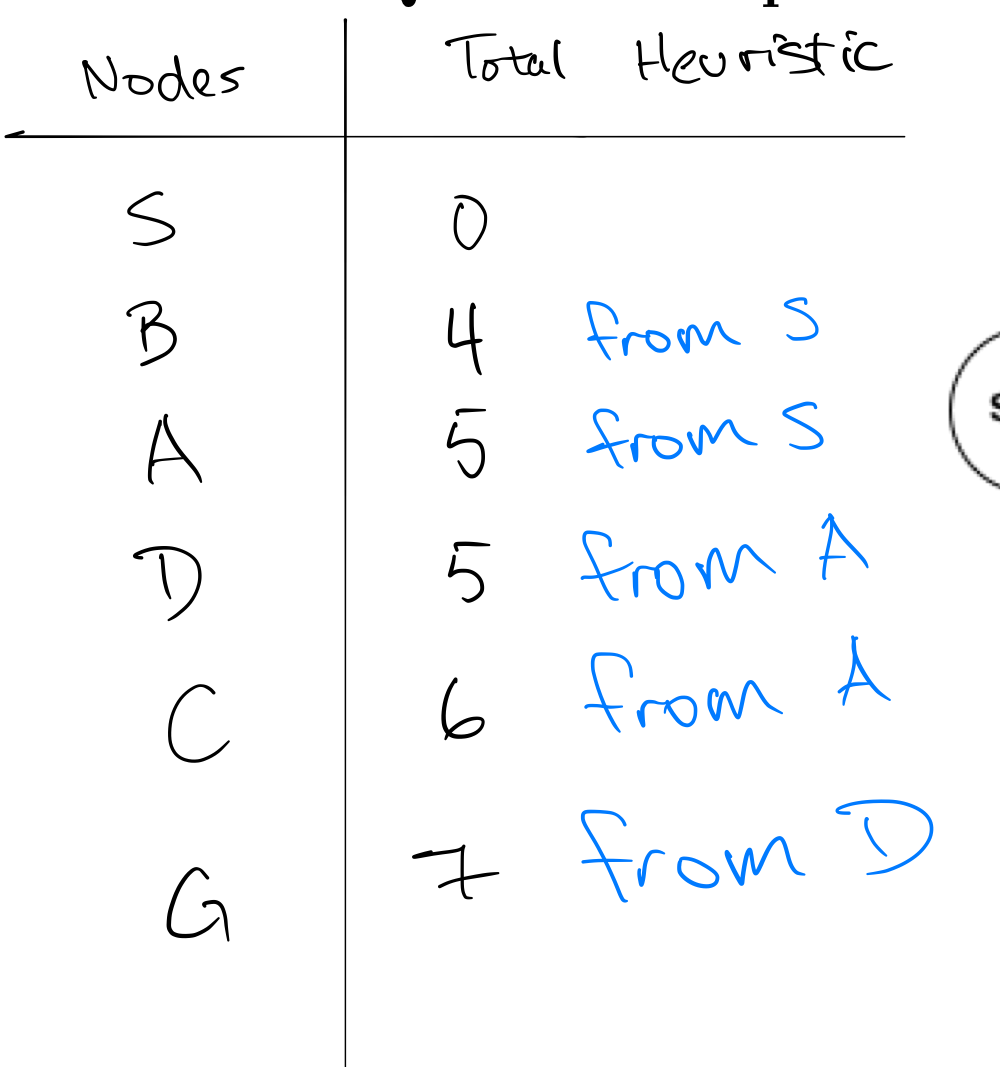 Nodes Total Heuristic
S 0
B 4 from S
A 5 from S
D 5 from A
C 6 from A
G 7 from D